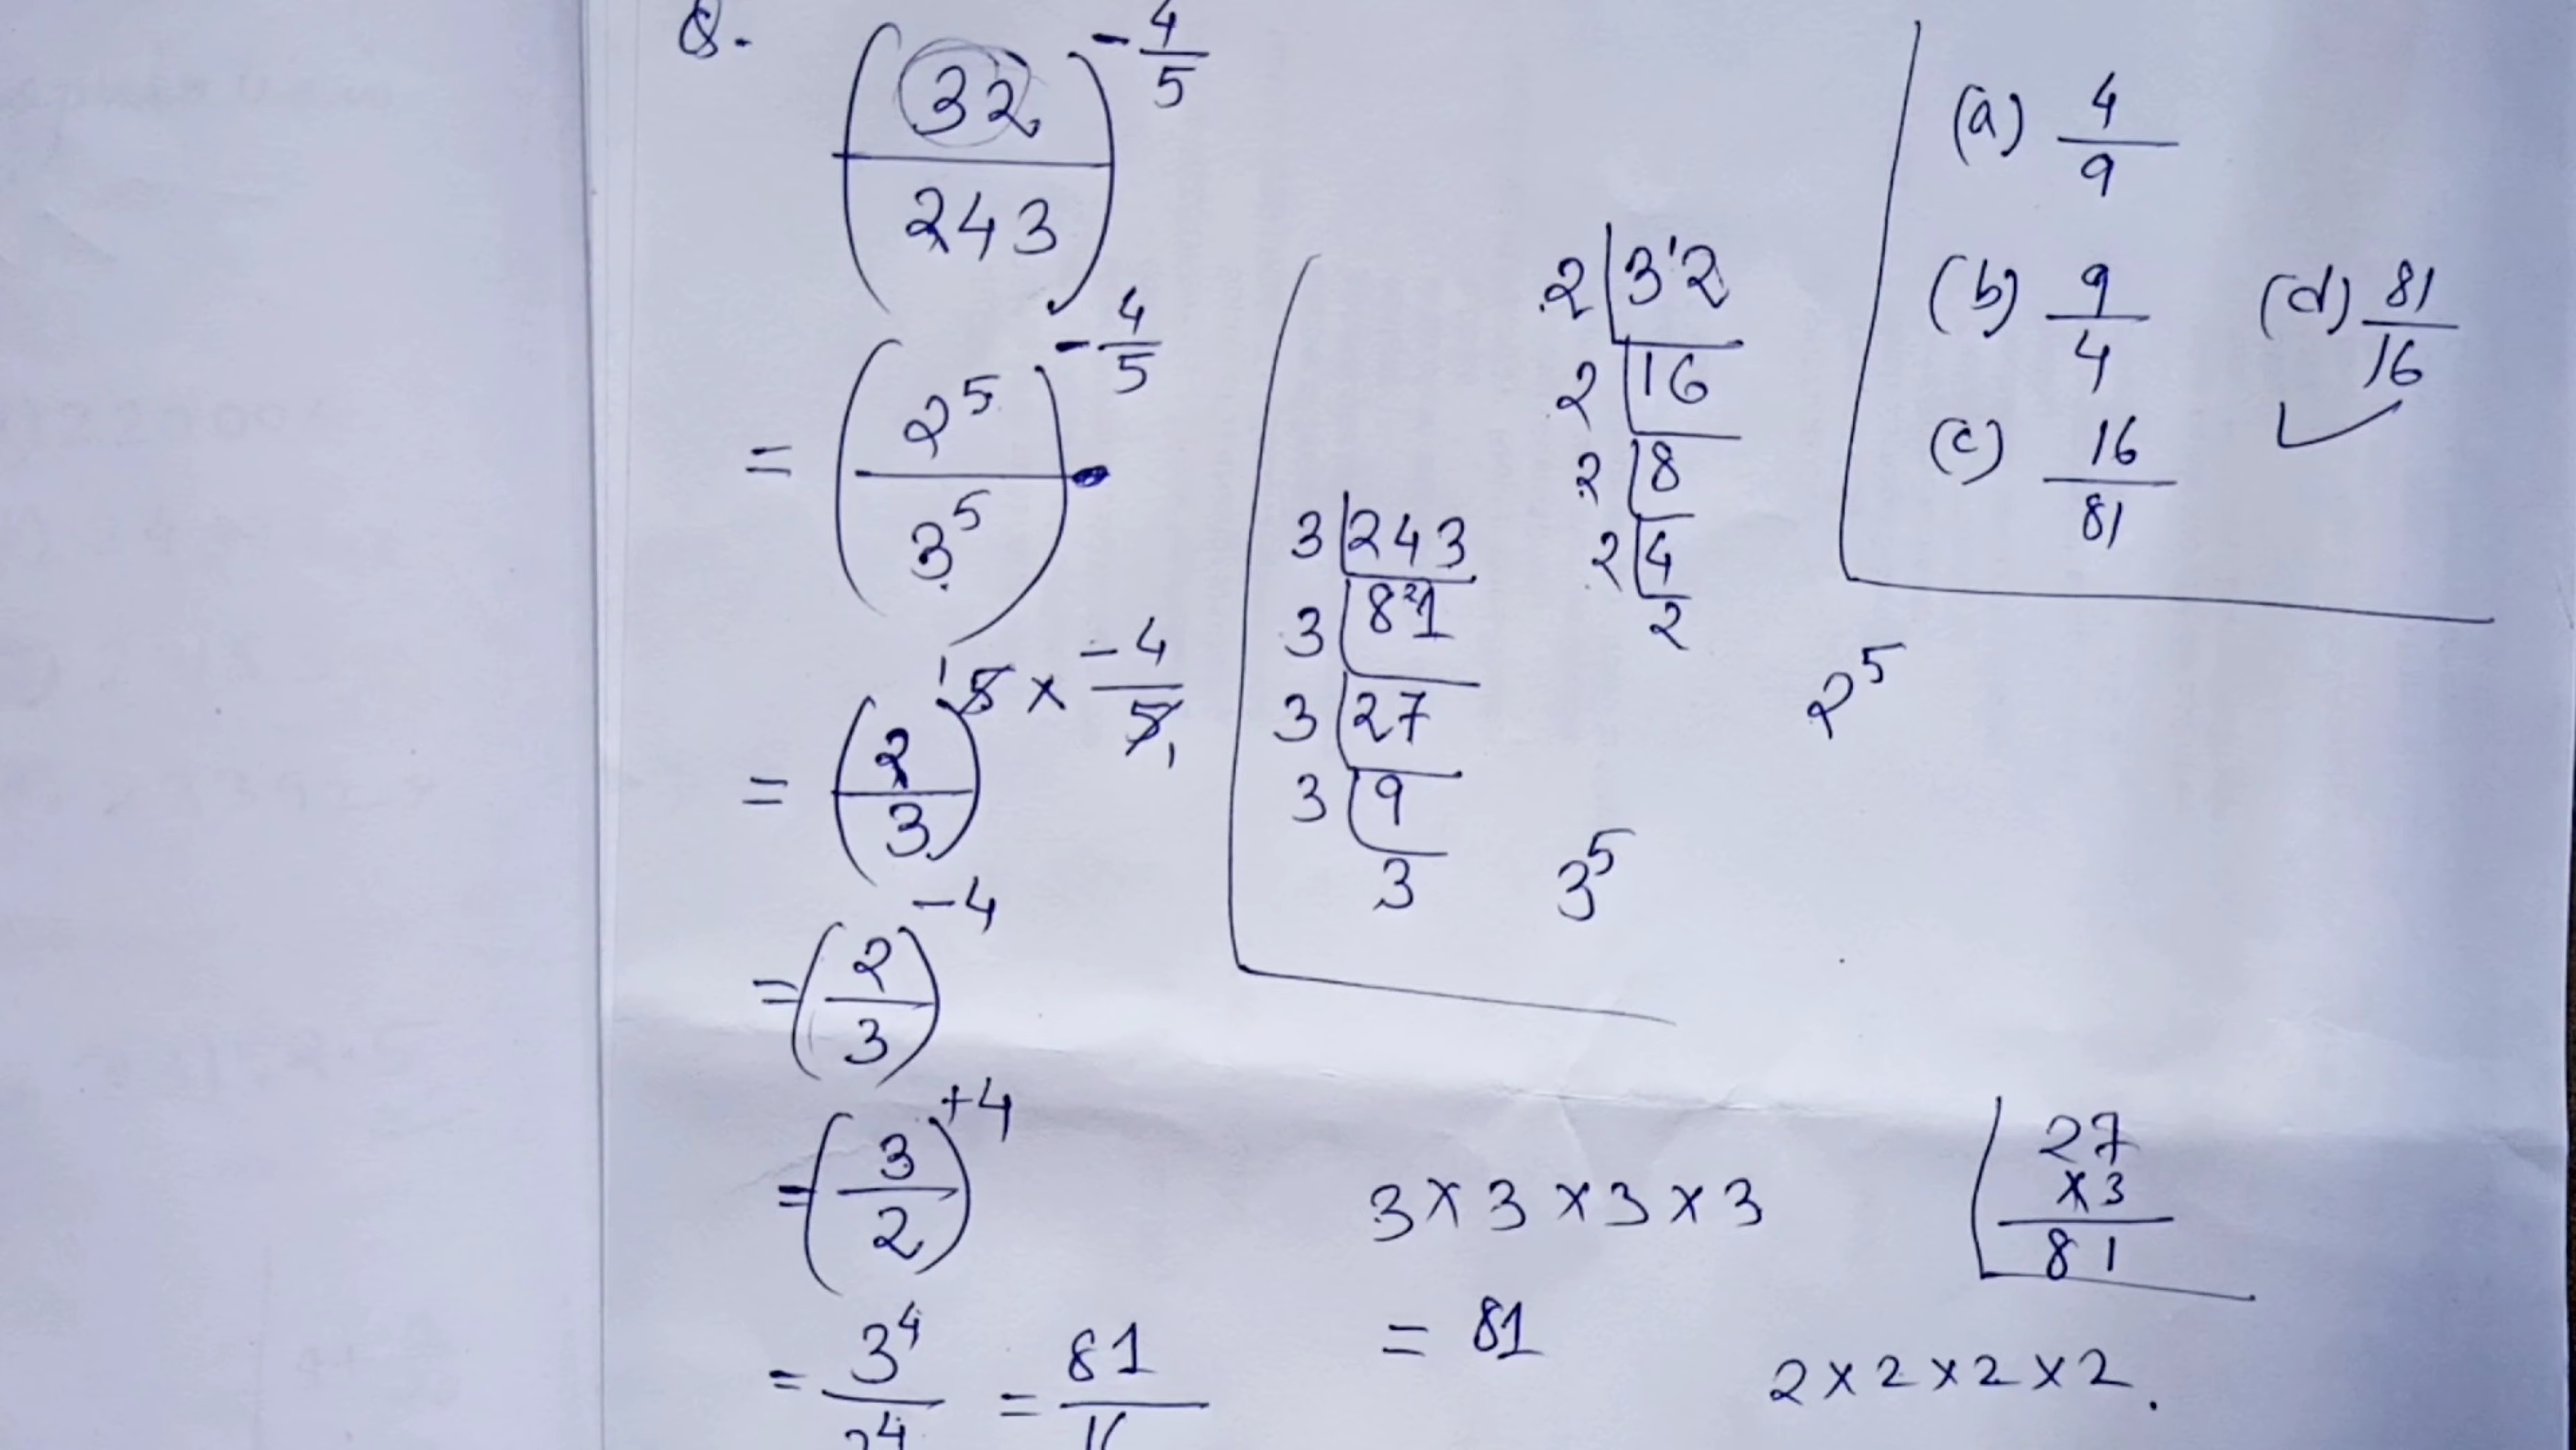 Q. (32/243)^-4/5
= (2^5/3^5)^-4/5
= (2/3)^5 × -4/5
= (2/3)^-4
= (3/2)^+4
= 3^4/2^4 = 81/16
3 | 243
3 | 81
3 | 27
3 | 9
3
3^5
2 | 32
2 | 16
2 | 8
2 | 4
2
2^5
(a) 4/9
(b) 9/4 (d) 81/16 ✓
(c) 16/81
3 × 3 × 3 × 3
= 81
27
×3
81
2 × 2 × 2 × 2.